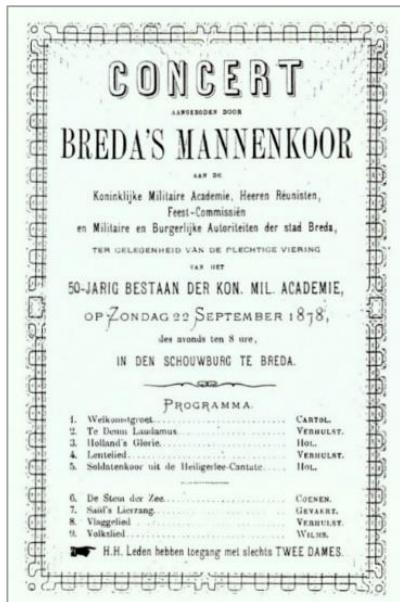 CONCERT
AANGEBODEN DOOR
BREDA'S MANNENKOOR
AAN DE
Koninklijke Militaire Academie, Heeren Réunisten,
Feest-Commissiën
en Militaire en Burgerlijke Autoriteiten der stad Breda,
TER GELEGENHEID VAN DE PLECHTIGE VIERING
VAN HET
50-JARIG BESTAAN DER KON. MIL. ACADEMIE,
OP ZONDAG 22 SEPTEMBER 1878,
des avonds ten 8 ure,
IN DEN SCHOUWBURG TE BREDA.
PROGRAMMA.
1. Welkomstgroet. CARTOL.
2. Te Deum Laudamus. VERHULST.
3. Holland's Glorie. HOL.
4. Lentelied VERHULST.
5. Soldatenkoor uit de Heiligerlee-Cantate. HOL.
6. De Stem der Zee. COENEN.
7. Saül's Lierzang. GEVAERT.
8. Vlaggelied VERHULST.
9. Volkslied WILMS.
H.H. Leden hebben toegang met slechts TWEE DAMES.